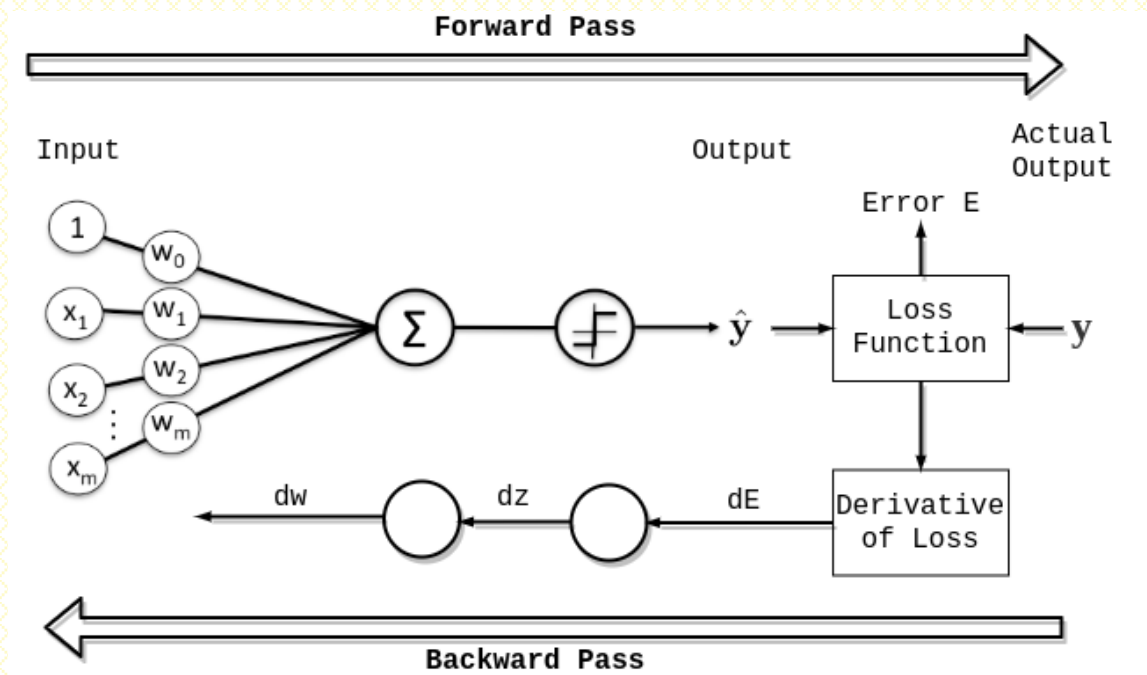 Forward Pass
Input
Output
Actual
Output
Error E
1
w₀
x₁
w₁
x₂
w₂
⋮
xₘ
wₘ
Σ
ŷ
Loss
Function
y
dw
dz
dE
Derivative
of Loss
Backward Pass